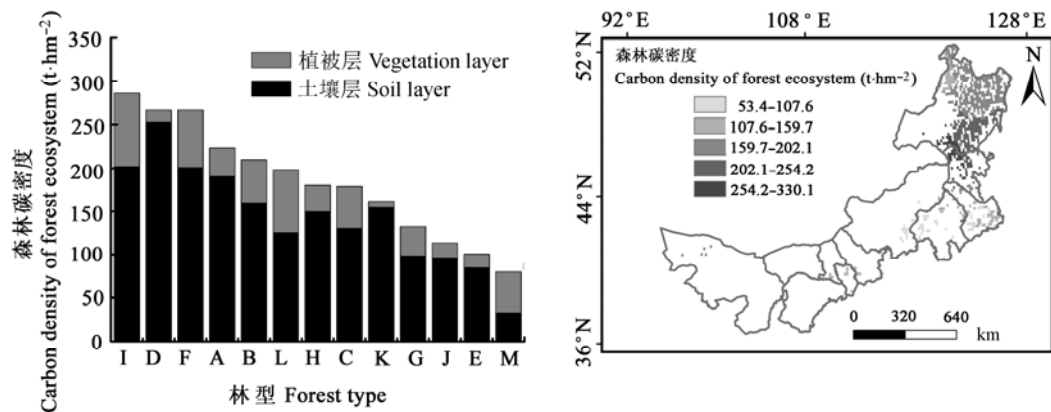 森林碳密度
Carbon density of forest ecosystem (t·hm−2)
350
300
250
200
150
100
50
0
植被层 Vegetation layer
土壤层 Soil layer
I D F A B L H C K G J E M
林型 Forest type
92°E 108°E 128°E
52°N
44°N
36°N
森林碳密度
Carbon density of forest ecosystem (t·hm−2)
53.4-107.6
107.6-159.7
159.7-202.1
202.1-254.2
254.2-330.1
N
0 320 640
km